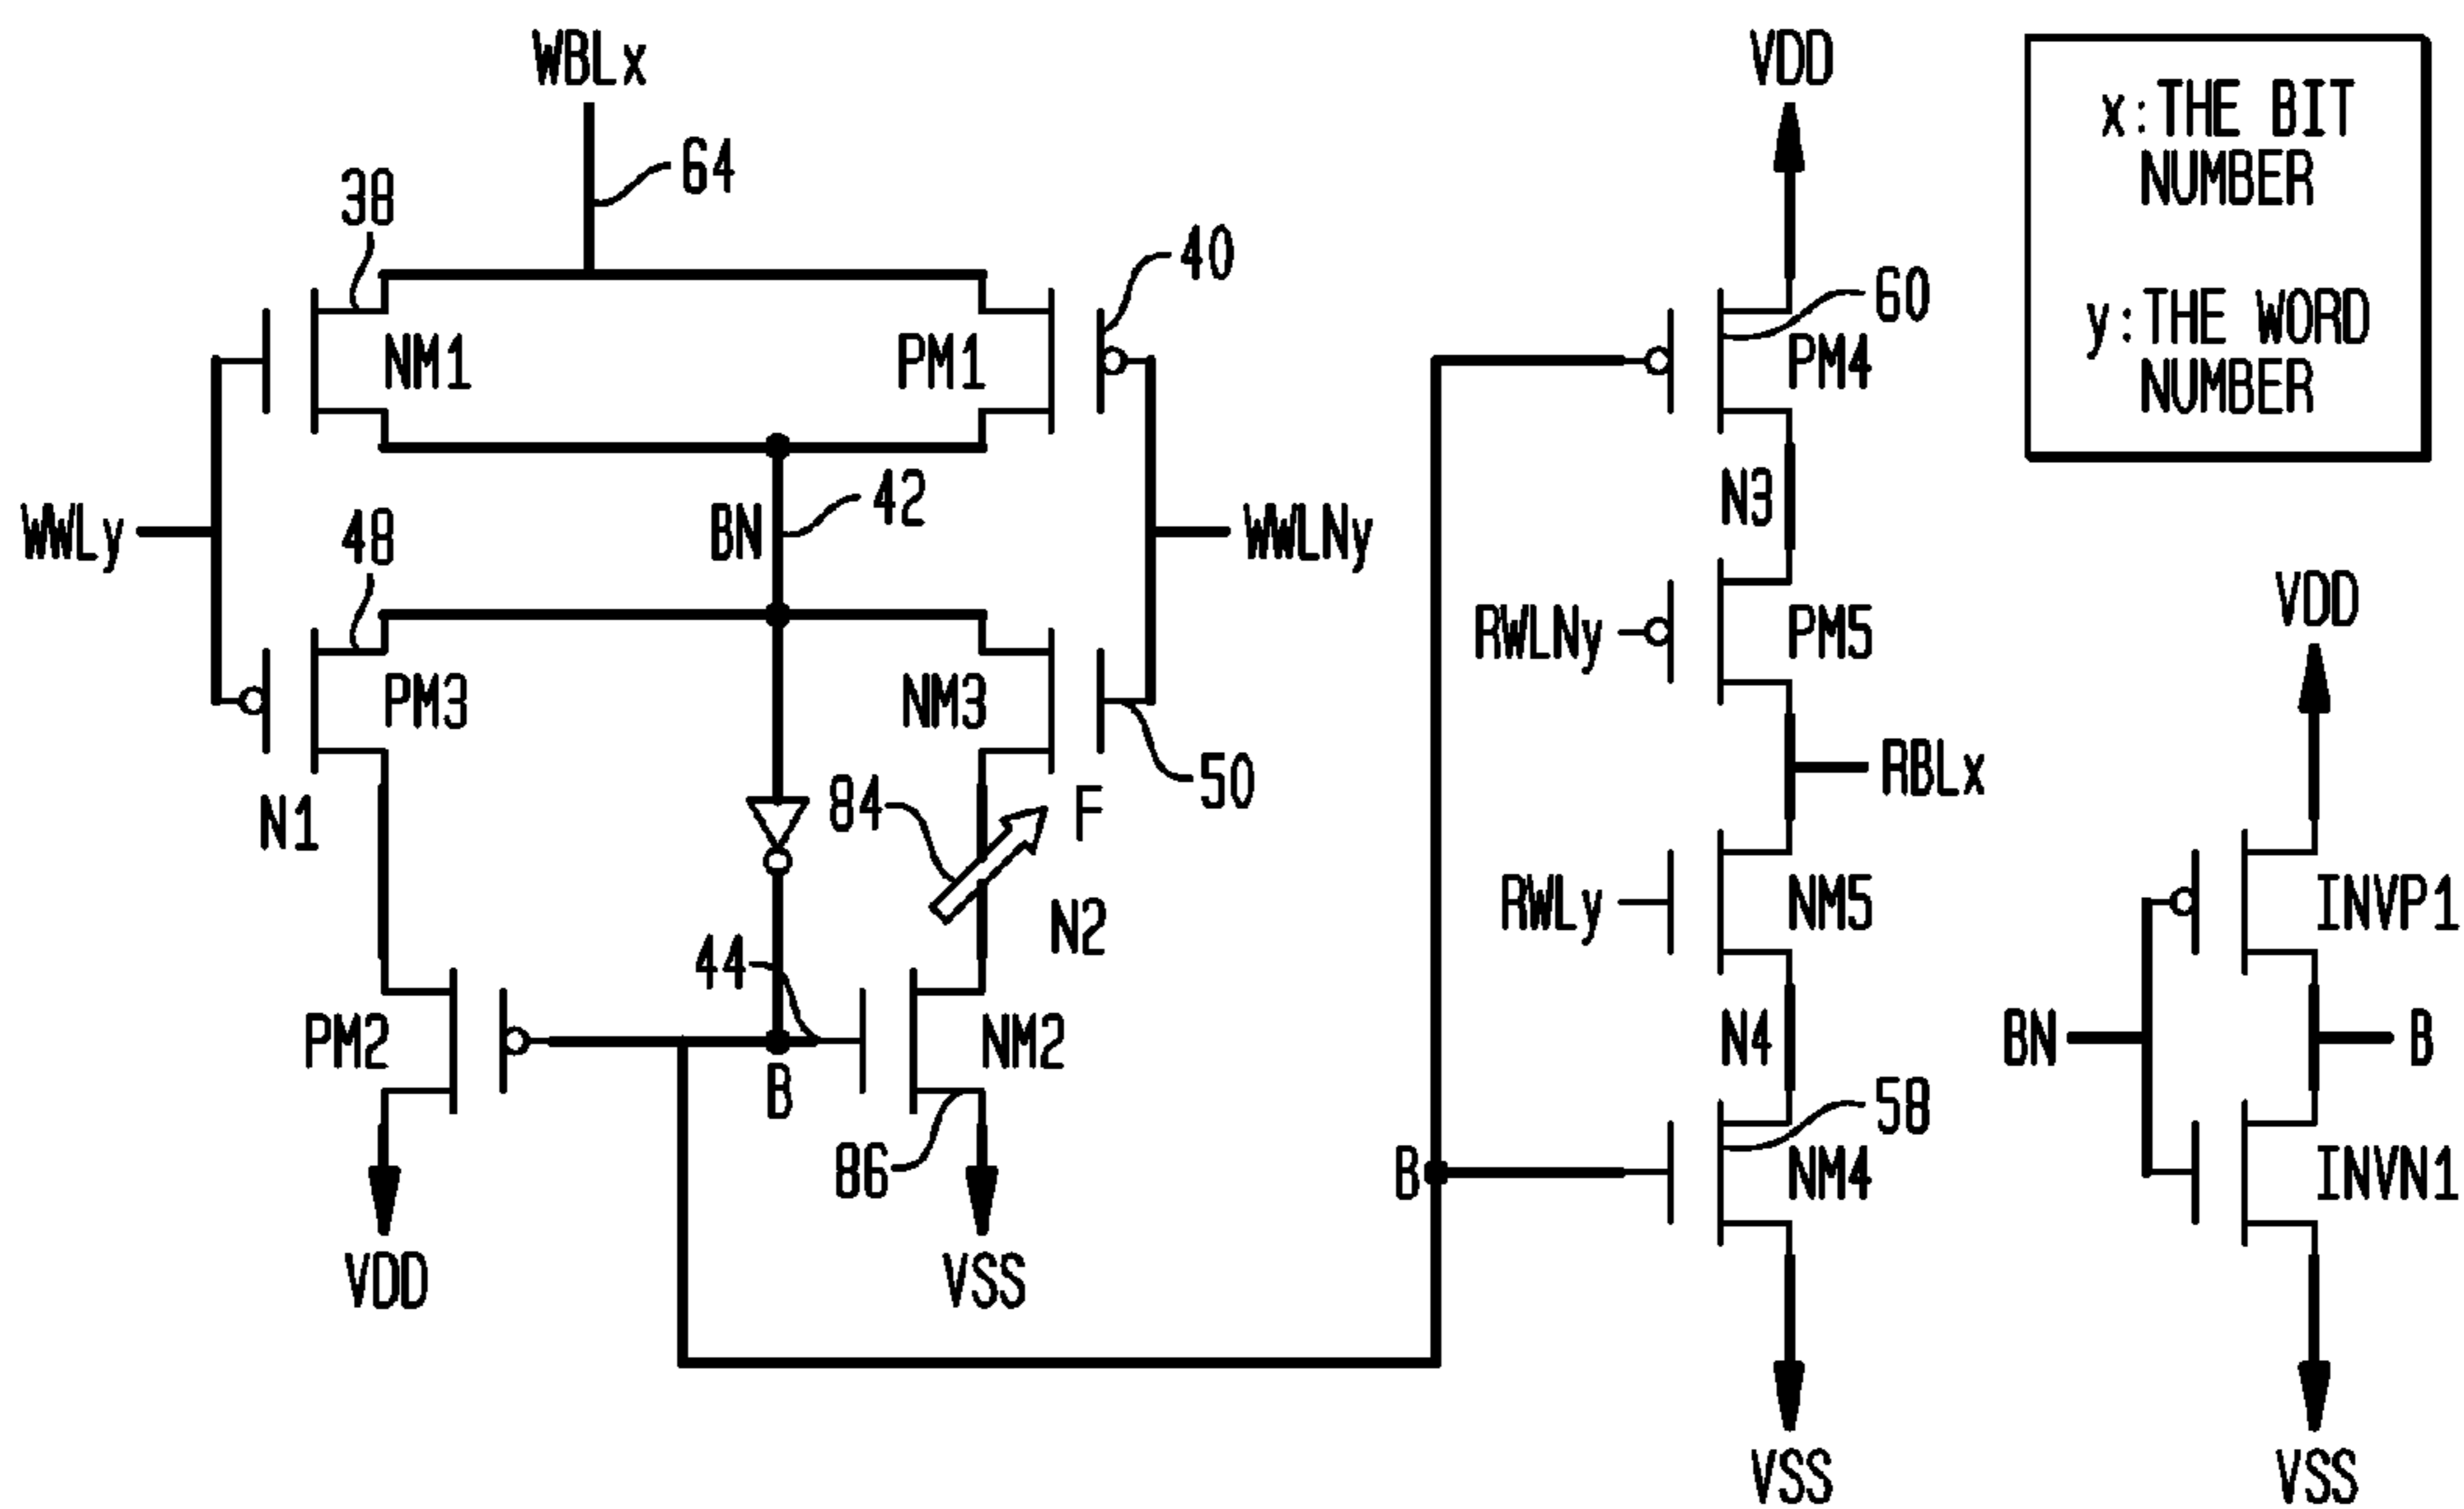 WBLx
VDD
x:THE BIT
NUMBER
y:THE WORD
NUMBER
64
38
40
60
NM1
PM1
PM4
42
N3
WWLy
48
BN
WWLNy
RWLNy
PM5
VDD
PM3
NM3
50
RBLx
N1
84
F
N2
RWLy
NM5
INVP1
44
PM2
NM2
N4
BN
B
B
86
58
B
NM4
INVN1
VDD
VSS
VSS
VSS